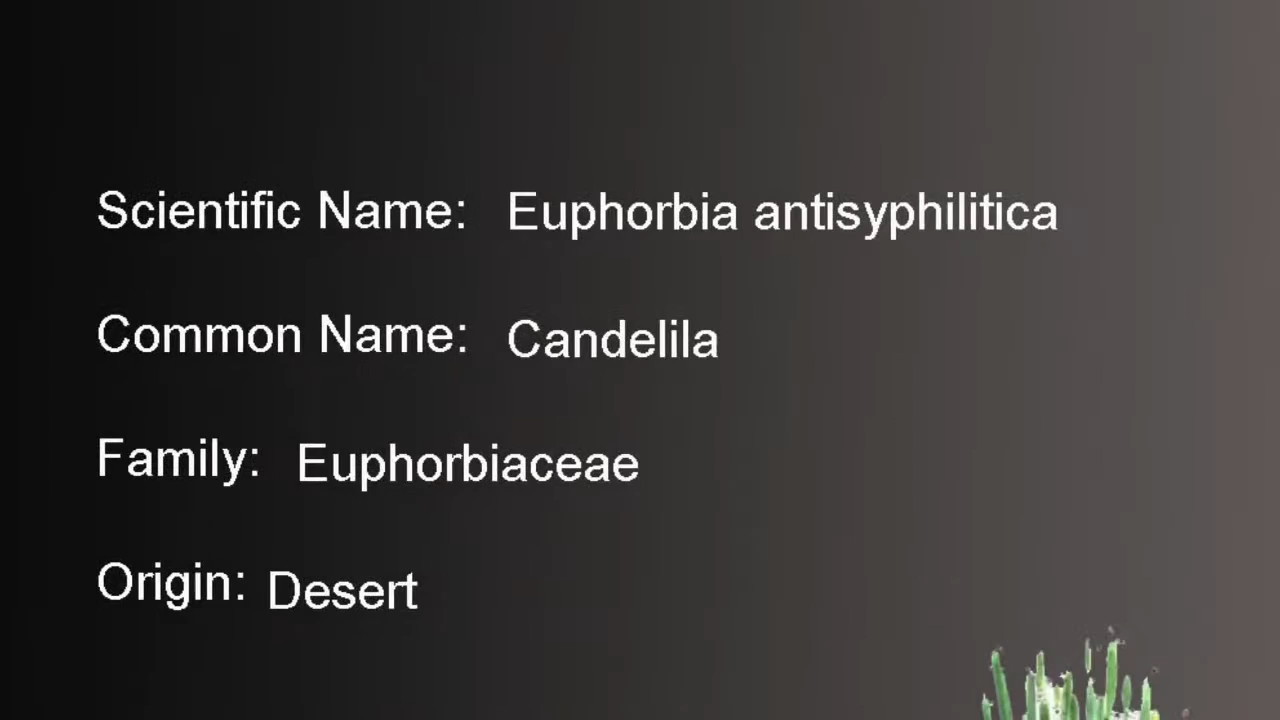 Scientific Name: Euphorbia antisyphilitica
Common Name: Candelila
Family: Euphorbiaceae
Origin: Desert